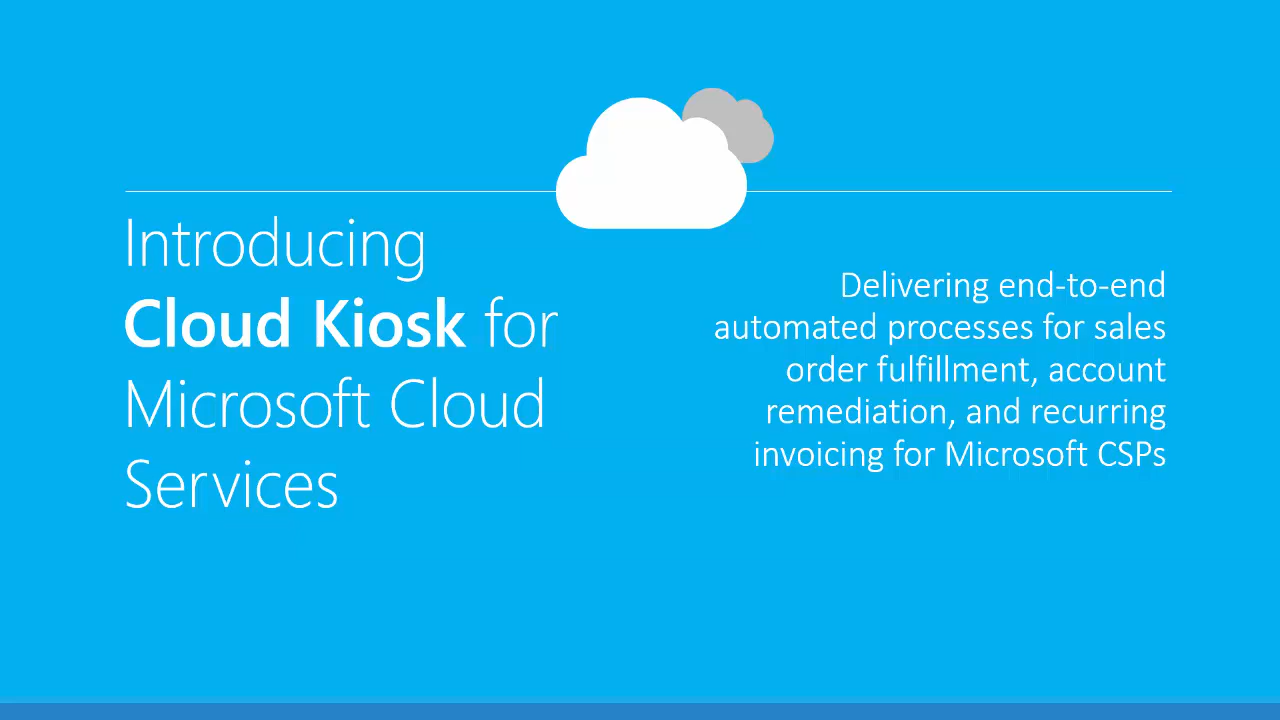 Introducing
Cloud Kiosk for
Microsoft Cloud
Services
Delivering end-to-end
automated processes for sales
order fulfillment, account
remediation, and recurring
invoicing for Microsoft CSPs